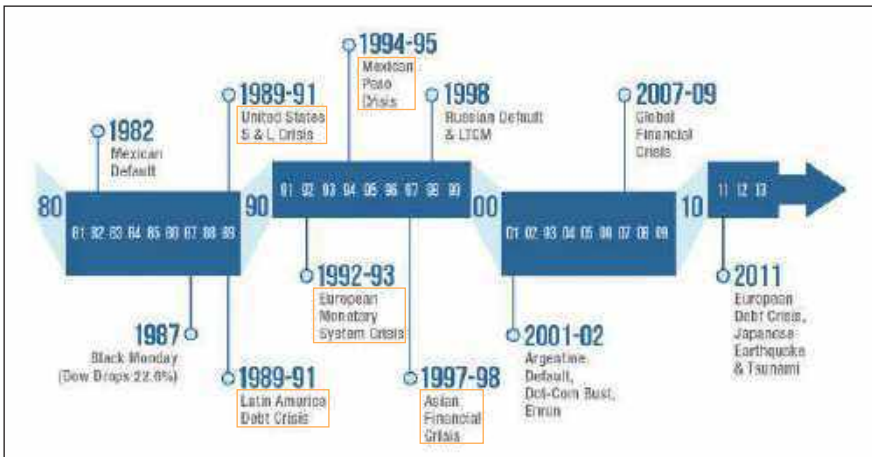 1994-95
Mexican
Peso
Crisis
1989-91
United States
S & L Crisis
1998
Russian Default
& LTCM
2007-09
Global
Financial
Crisis
1982
Mexican
Default
80
81 82 83 84 85 86 87 88 89
90
91 92 93 94 95 96 97 98 99
00
01 02 03 04 05 06 07 08 09
10
11 12 13
1987
Black Monday
(Dow Drops 22.6%)
1989-91
Latin America
Debt Crisis
1992-93
European
Monetary
System Crisis
1997-98
Asian
Financial
Crisis
2001-02
Argentine
Default,
Dot-Com Bust,
Enron
2011
European
Debt Crisis,
Japanese
Earthquake
& Tsunami